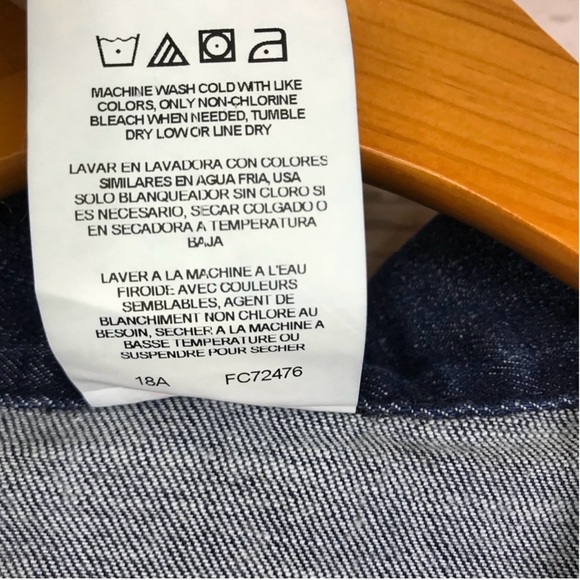 MACHINE WASH COLD WITH LIKE
COLORS, ONLY NON-CHLORINE
BLEACH WHEN NEEDED, TUMBLE
DRY LOW OR LINE DRY
LAVAR EN LAVADORA CON COLORES
SIMILARES EN AGUA FRIA, USA
SOLO BLANQUEADOR SIN CLORO SI
ES NECESARIO, SECAR COLGADO O
EN SECADORA A TEMPERATURA
BAJA
LAVER A LA MACHINE A L'EAU
FIROIDE AVEC COULEURS
SEMBLABLES, AGENT DE
BLANCHIMENT NON CHLORE AU
BESOIN, SECHER A LA MACHINE A
BASSE TEMPERATURE OU
SUSPENDRE POUR SECHER
18A FC72476